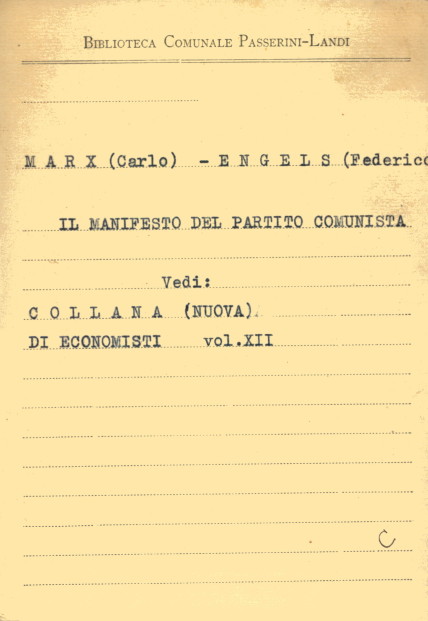 BIBLIOTECA COMUNALE PASSERINI-LANDI
M A R X (Carlo) - E N G E L S (Federico
IL MANIFESTO DEL PARTITO COMUNISTA
Vedi:
C O L L A N A (NUOVA)
DI ECONOMISTI vol.XII
C